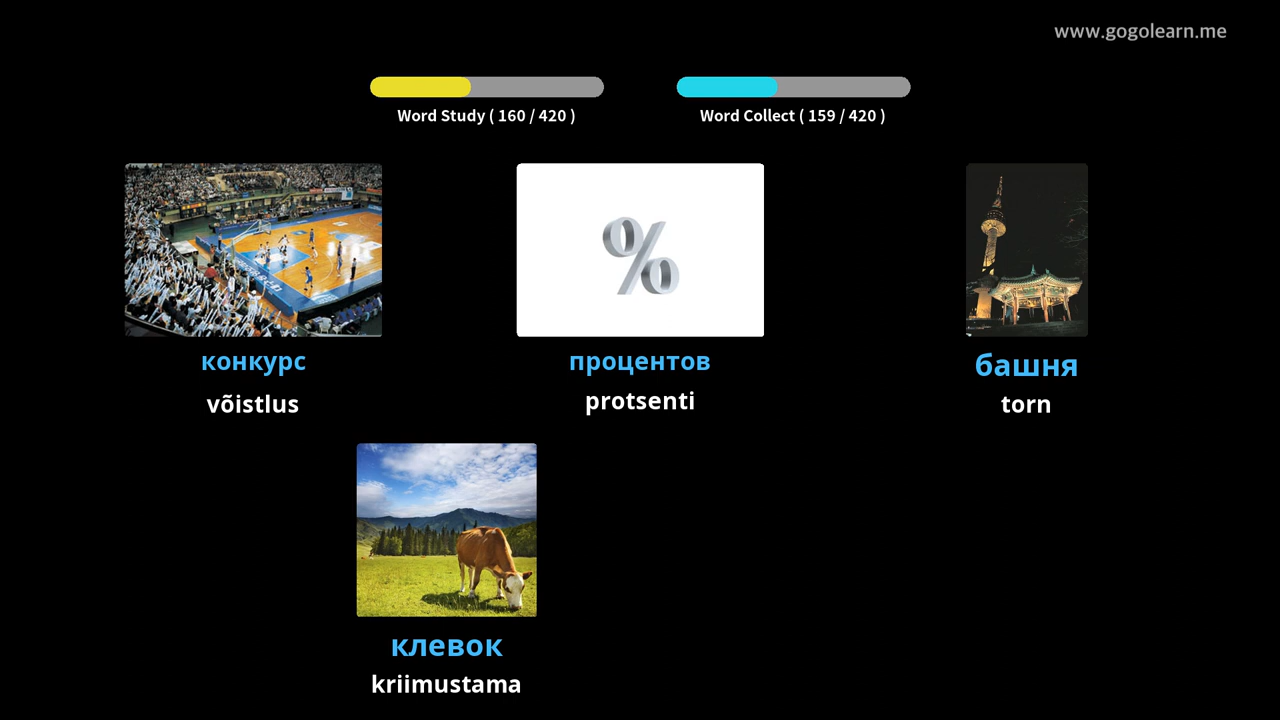 www.gogolearn.me
Word Study ( 160 / 420 )
Word Collect ( 159 / 420 )
конкурс
võistlus
%
процентов
protsenti
башня
torn
клевок
kriimustama